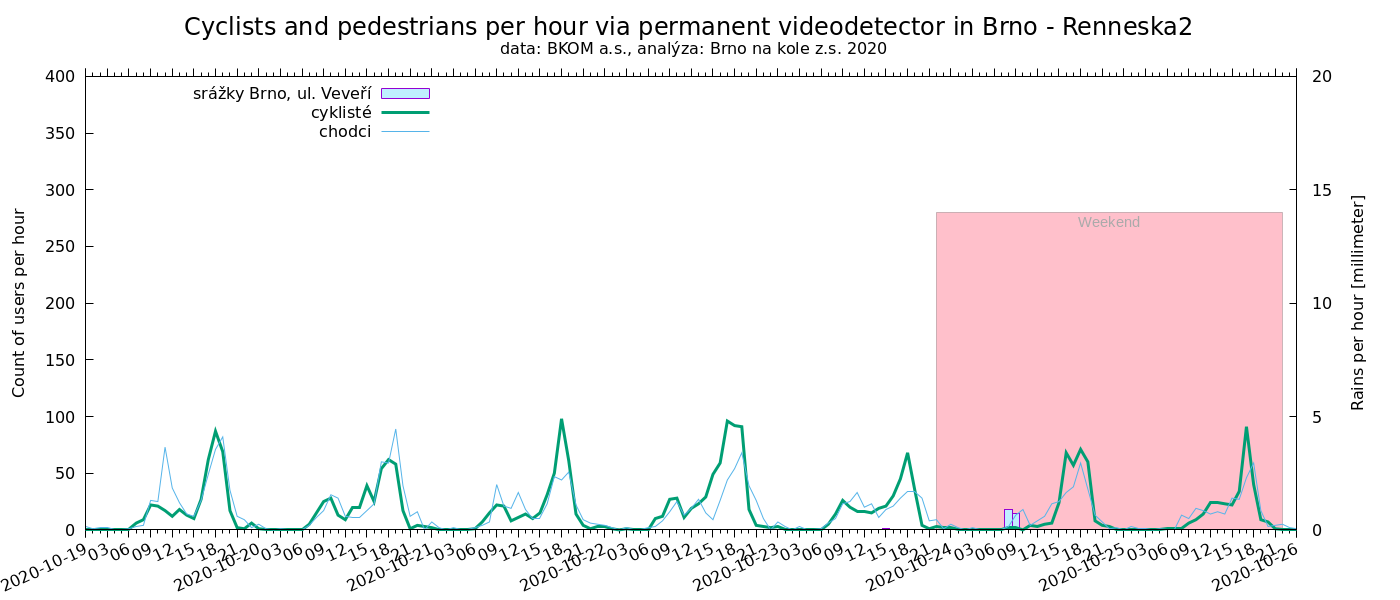 Cyclists and pedestrians per hour via permanent videodetector in Brno - Renneska2
data: BKOM a.s., analýza: Brno na kole z.s. 2020
srážky Brno, ul. Veveří
cyklisté
chodci
Weekend
Count of users per hour
400
350
300
250
200
150
100
50
0
Rains per hour [millimeter]
20
15
10
5
0
2020-10-19 03 06 09 12 15 18 21 2020-10-20 03 06 09 12 15 18 21 2020-10-21 03 06 09 12 15 18 21 2020-10-22 03 06 09 12 15 18 21 2020-10-23 03 06 09 12 15 18 21 2020-10-24 03 06 09 12 15 18 21 2020-10-25 03 06 09 12 15 18 21 2020-10-26